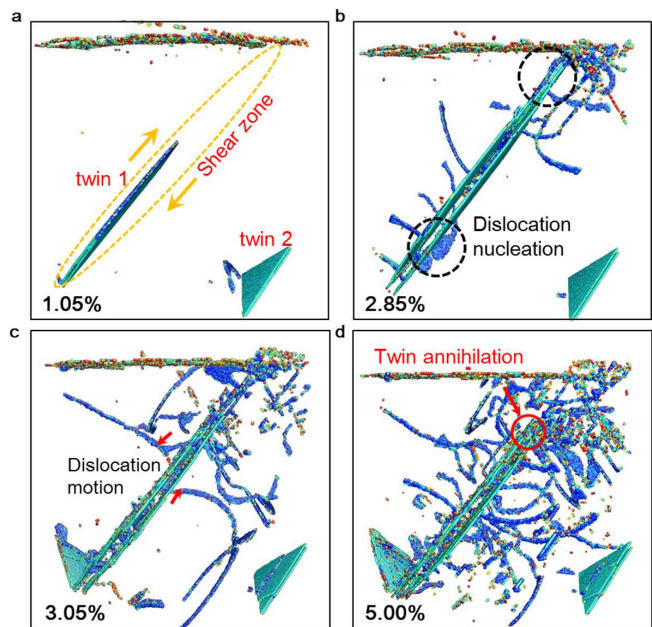 a
Shear zone
twin 1
twin 2
1.05%
b
Dislocation
nucleation
2.85%
c
Dislocation
motion
3.05%
d
Twin annihilation
5.00%